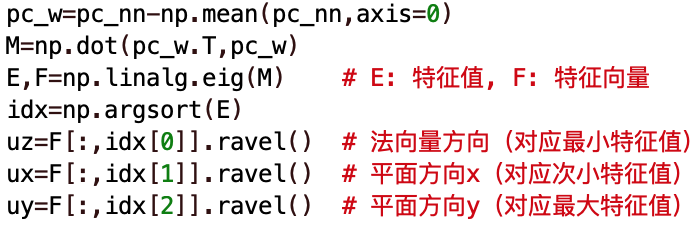 pc_w=pc_nn-np.mean(pc_nn,axis=0)
M=np.dot(pc_w.T,pc_w)
E,F=np.linalg.eig(M)    # E: 特征值, F: 特征向量
idx=np.argsort(E)
uz=F[:,idx[0]].ravel()  # 法向量方向（对应最小特征值）
ux=F[:,idx[1]].ravel()  # 平面方向x（对应次小特征值）
uy=F[:,idx[2]].ravel()  # 平面方向y（对应最大特征值）